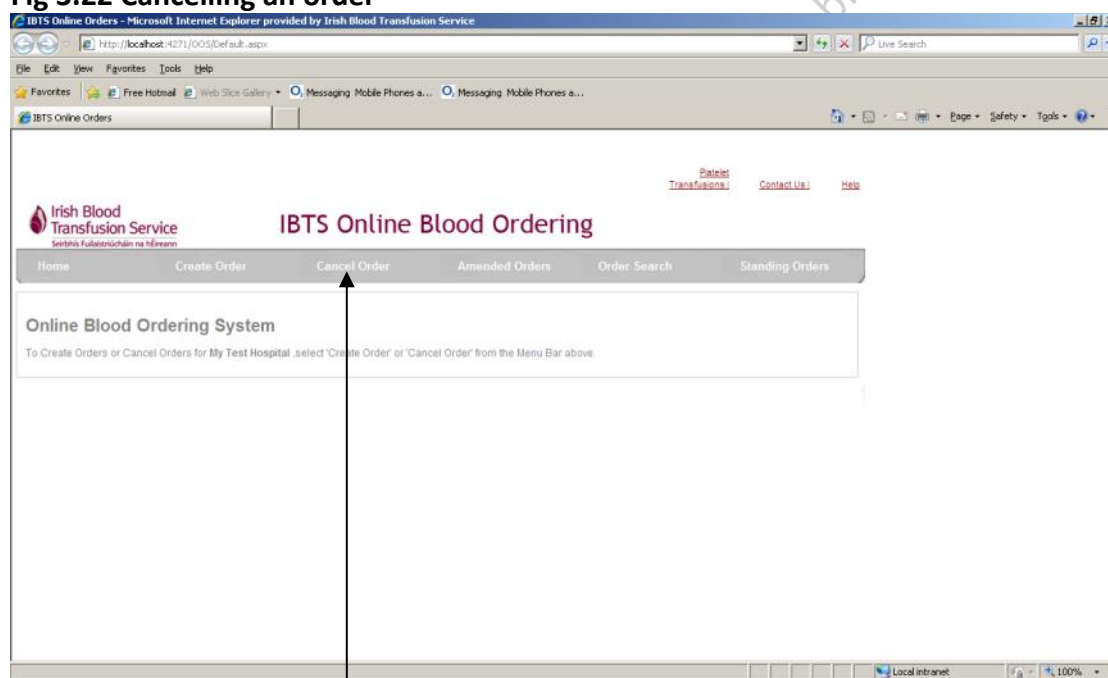 Fig 3.22 Cancelling an order
IBTS Online Orders - Microsoft Internet Explorer provided by Irish Blood Transfusion Service
http://localhost:4271/OOS/Default.aspx
Live Search
File Edit View Favorites Tools Help
Favorites Free Hotmail Web Slice Gallery Messaging Mobile Phones a... Messaging Mobile Phones a...
IBTS Online Orders
Page Safety Tools
Platelet
Transfusions | Contact Us | Help
Irish Blood
Transfusion Service
Seirbhís Fuilaistriúcháin na hÉireann
IBTS Online Blood Ordering
Home Create Order Cancel Order Amended Orders Order Search Standing Orders
Online Blood Ordering System
To Create Orders or Cancel Orders for My Test Hospital ,select 'Create Order' or 'Cancel Order' from the Menu Bar above.
Local intranet 100%